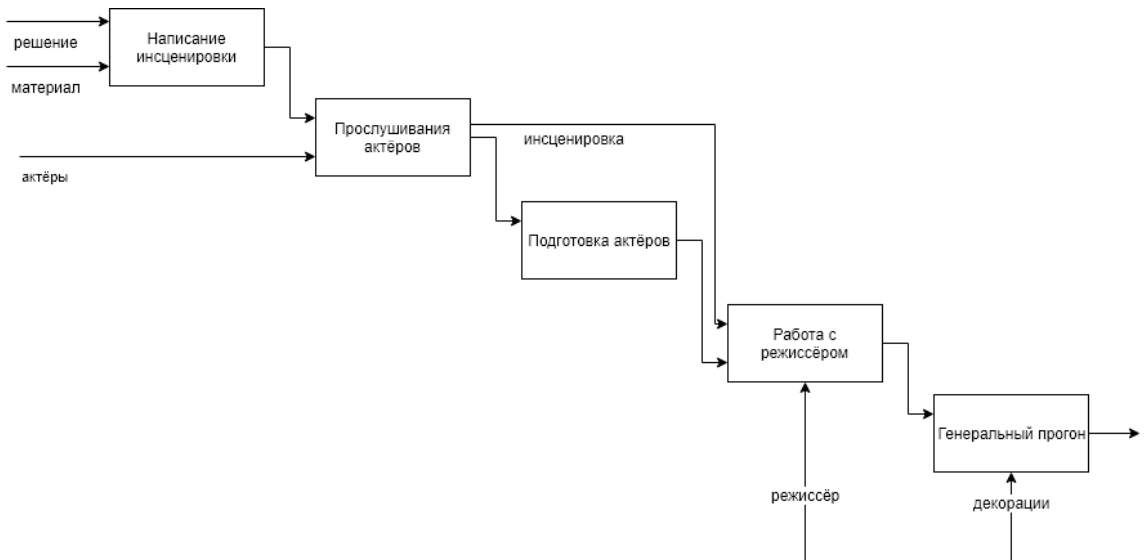 решение
Написание
инсценировки
материал
Прослушивания
актёров
инсценировка
актёры
Подготовка актёров
Работа с
режиссёром
Генеральный прогон
режиссёр
декорации